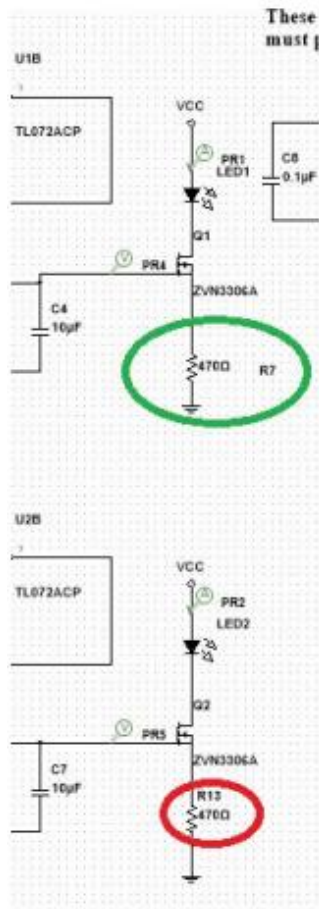 These
must p
U1B
TL072ACP
VCC
A
PR1
LED1
C8
0.1µF
Q1
V
PR4
ZVN3306A
C4
10µF
470Ω
R7
U2B
TL072ACP
VCC
A
PR2
LED2
Q2
V
PR5
ZVN3306A
C7
10µF
R13
470Ω